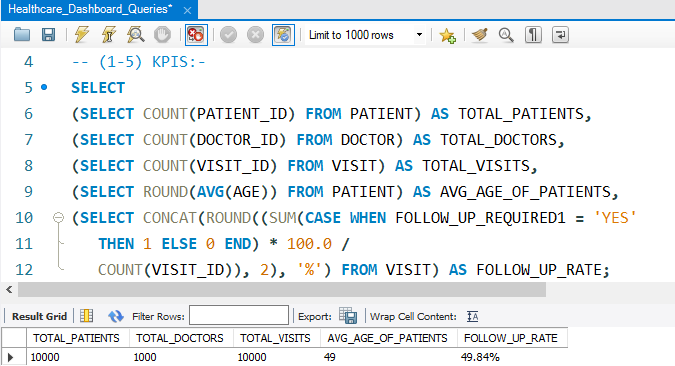 Healthcare_Dashboard_Queries*
Limit to 1000 rows
4 -- (1-5) KPIS:-
5 SELECT
6 (SELECT COUNT(PATIENT_ID) FROM PATIENT) AS TOTAL_PATIENTS,
7 (SELECT COUNT(DOCTOR_ID) FROM DOCTOR) AS TOTAL_DOCTORS,
8 (SELECT COUNT(VISIT_ID) FROM VISIT) AS TOTAL_VISITS,
9 (SELECT ROUND(AVG(AGE)) FROM PATIENT) AS AVG_AGE_OF_PATIENTS,
10 (SELECT CONCAT(ROUND((SUM(CASE WHEN FOLLOW_UP_REQUIRED1 = 'YES'
11 THEN 1 ELSE 0 END) * 100.0 /
12 COUNT(VISIT_ID)), 2), '%') FROM VISIT) AS FOLLOW_UP_RATE;
Result Grid Filter Rows: Export: Wrap Cell Content:
TOTAL_PATIENTS TOTAL_DOCTORS TOTAL_VISITS AVG_AGE_OF_PATIENTS FOLLOW_UP_RATE
10000 1000 10000 49 49.84%